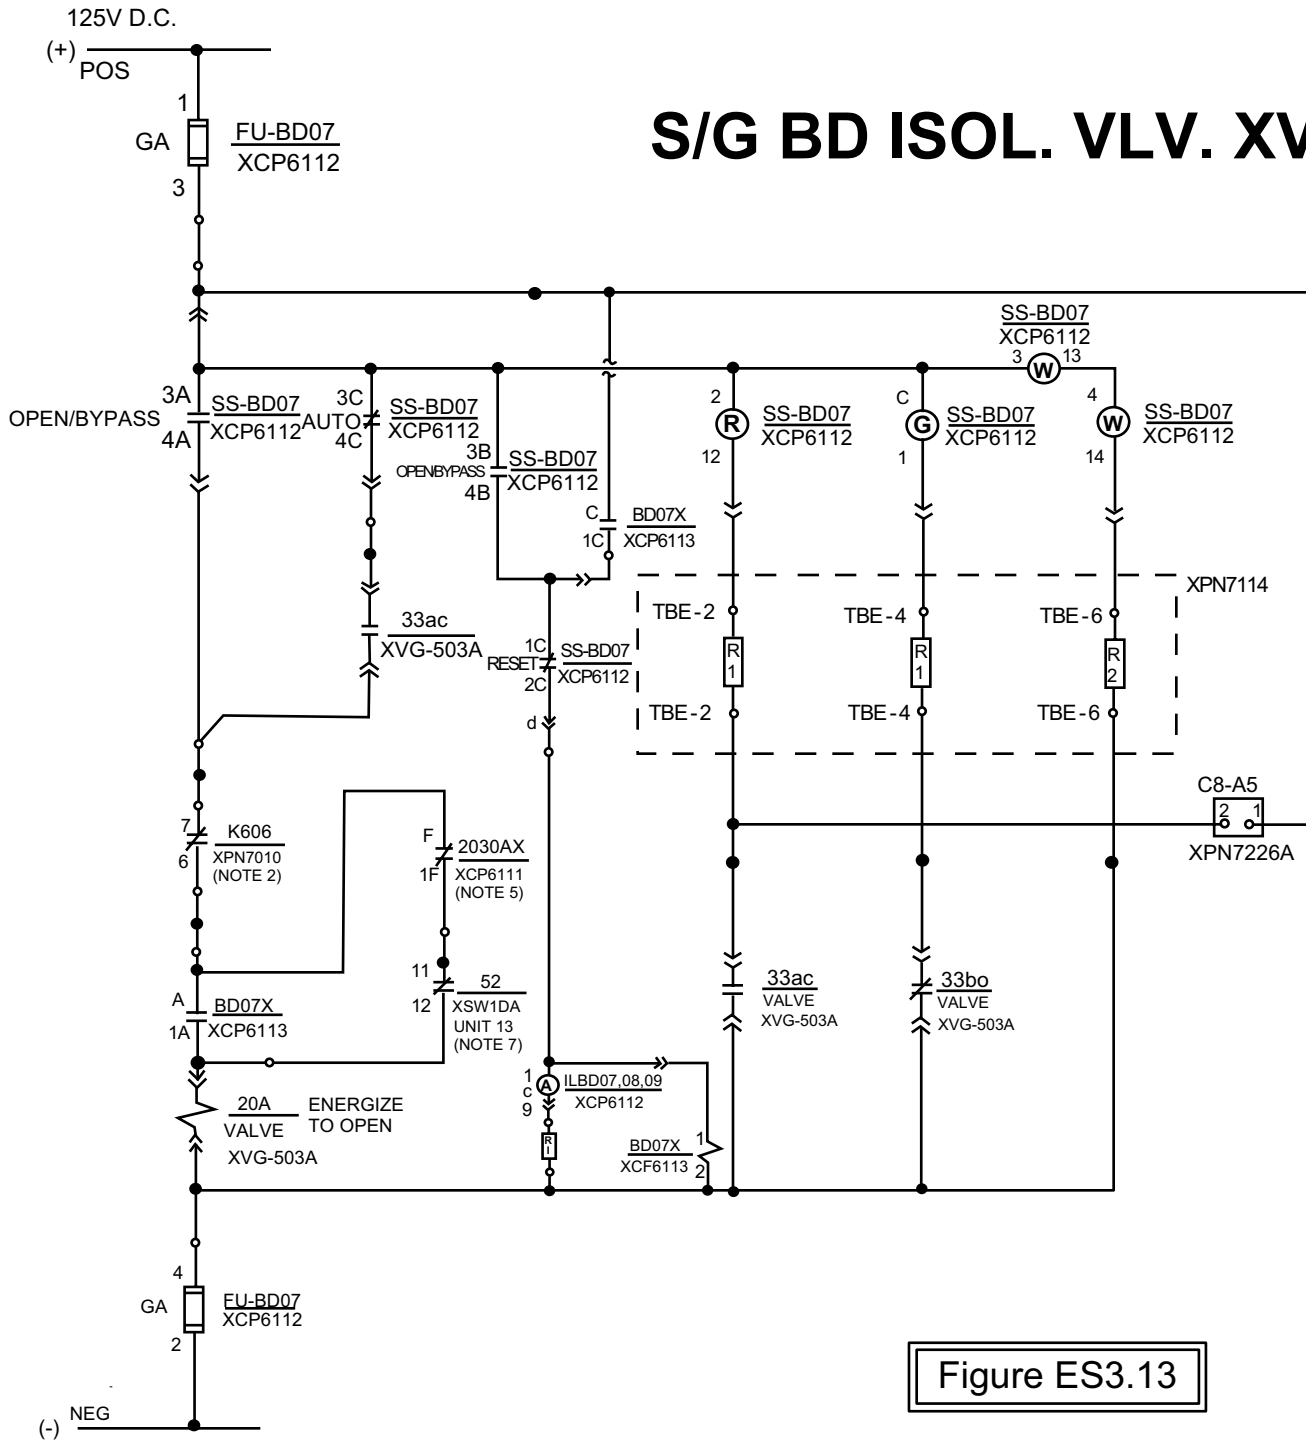 125V D.C.
(+)
POS
1
GA
FU-BD07
XCP6112
3
S/G BD ISOL. VLV. XV
SS-BD07
XCP6112
3
W
13
3A
OPEN/BYPASS
4A
SS-BD07
XCP6112
3C
AUTO
4C
SS-BD07
XCP6112
3B
OPEN/BYPASS
4B
SS-BD07
XCP6112
C
1C
BD07X
XCP6113
2
R
12
SS-BD07
XCP6112
C
G
1
SS-BD07
XCP6112
4
W
14
SS-BD07
XCP6112
XPN7114
33ac
XVG-503A
1C
RESET
2C
SS-BD07
XCP6112
d
TBE-2
R
1
TBE-2
TBE-4
R
1
TBE-4
TBE-6
R
2
TBE-6
C8-A5
2 1
XPN7226A
7
6
K606
XPN7010
(NOTE 2)
F
1F
2030AX
XCP6111
(NOTE 5)
11
12
52
XSW1DA
UNIT 13
(NOTE 7)
A
1A
BD07X
XCP6113
33ac
VALVE
XVG-503A
33bo
VALVE
XVG-503A
20A
VALVE
XVG-503A
ENERGIZE
TO OPEN
1
c
9
A
ILBD07,08,09
XCP6112
R
I
BD07X
XCF6113
1
2
4
GA
2
FU-BD07
XCP6112
NEG
(-)
Figure ES3.13